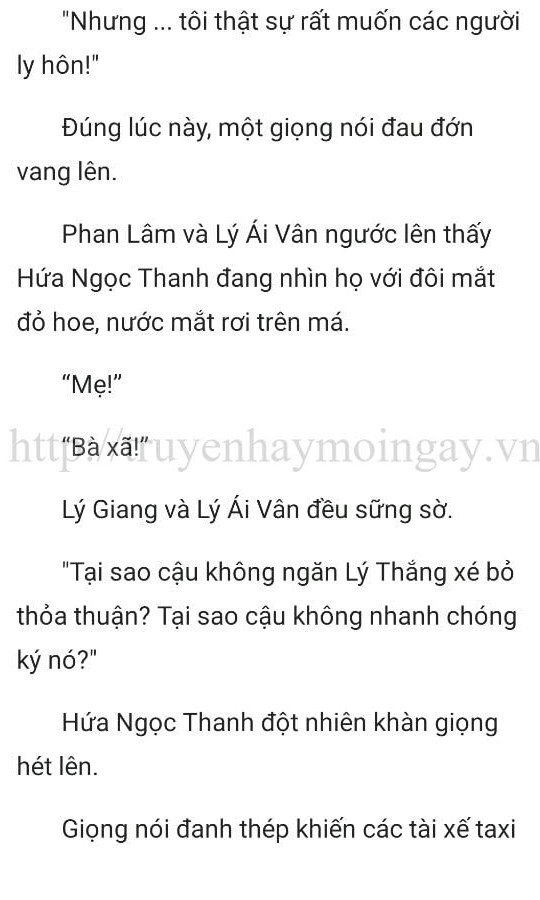 "Nhưng ... tôi thật sự rất muốn các người
ly hôn!"
Đúng lúc này, một giọng nói đau đớn
vang lên.
Phan Lâm và Lý Ái Vân ngước lên thấy
Hứa Ngọc Thanh đang nhìn họ với đôi mắt
đỏ hoe, nước mắt rơi trên má.
“Mẹ!”
“Bà xã!”
http://truyenhaymoingay.vn
Lý Giang và Lý Ái Vân đều sững sờ.
"Tại sao cậu không ngăn Lý Thắng xé bỏ
thỏa thuận? Tại sao cậu không nhanh chóng
ký nó?"
Hứa Ngọc Thanh đột nhiên khàn giọng
hét lên.
Giọng nói đanh thép khiến các tài xế taxi